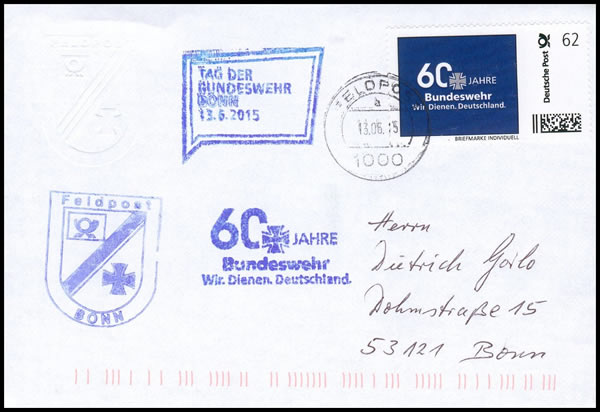 Feldpost
TAG DER
BUNDESWEHR
BONN
13.6.2015
FELDPOST
a
13.06.15
1000
60 JAHRE
Bundeswehr
Wir. Dienen. Deutschland.
Deutsche Post
62
BRIEFMARKE INDIVIDUELL
Feldpost
BONN
60 JAHRE
Bundeswehr
Wir. Dienen. Deutschland.
Herrn
Dietrich
Dohmstraße 15
53121 Bonn